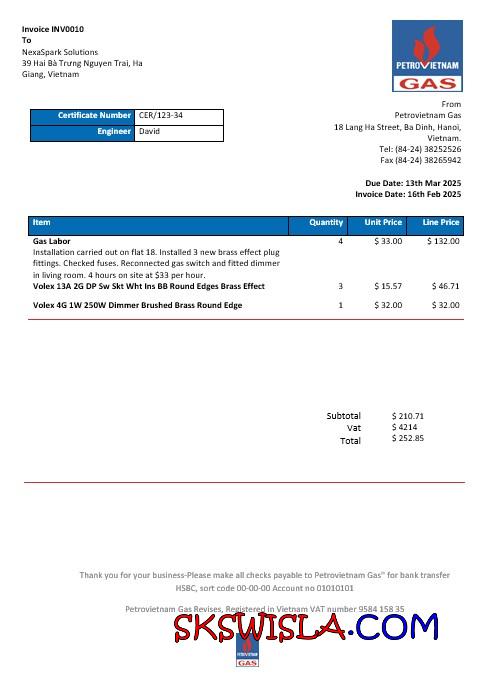 Invoice INV0010
To
NexaSpark Solutions
39 Hai Bà Trưng Nguyen Trai, Ha
Giang, Vietnam
PETROVIETNAM
GAS
From
Petrovietnam Gas
18 Lang Ha Street, Ba Dinh, Hanoi,
Vietnam.
Tel: (84-24) 38252526
Fax (84-24) 38265942
Certificate Number CER/123-34
Engineer David
Due Date: 13th Mar 2025
Invoice Date: 16th Feb 2025
Item Quantity Unit Price Line Price
Gas Labor 4 $ 33.00 $ 132.00
Installation carried out on flat 18. Installed 3 new brass effect plug
fittings. Checked fuses. Reconnected gas switch and fitted dimmer
in living room. 4 hours on site at $33 per hour.
Volex 13A 2G DP Sw Skt Wht Ins BB Round Edges Brass Effect 3 $ 15.57 $ 46.71
Volex 4G 1W 250W Dimmer Brushed Brass Round Edge 1 $ 32.00 $ 32.00
Subtotal $ 210.71
Vat $ 4214
Total $ 252.85
Thank you for your business-Please make all checks payable to Petrovietnam Gas" for bank transfer
HSBC, sort code 00-00-00 Account no 01010101
Petrovietnam Gas Revises, Registered in Vietnam VAT number 9584 158 35
SKSWISLA.COM
PETROVIETNAM
GAS